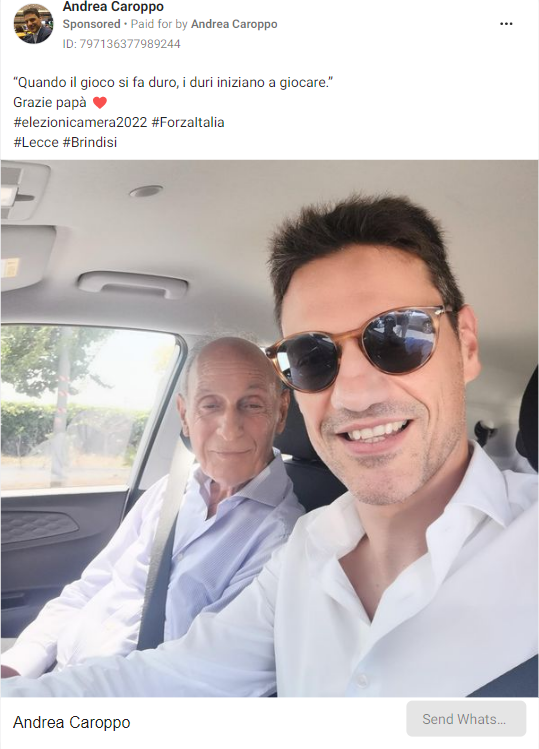 Andrea Caroppo
Sponsored • Paid for by Andrea Caropppo
ID: 797136377989244
“Quando il gioco si fa duro, i duri iniziano a giocare.”
Grazie papà ❤️
#elezionicamera2022 #ForzaItalia
#Lecce #Brindisi
Andrea Caroppo
Send Whats...